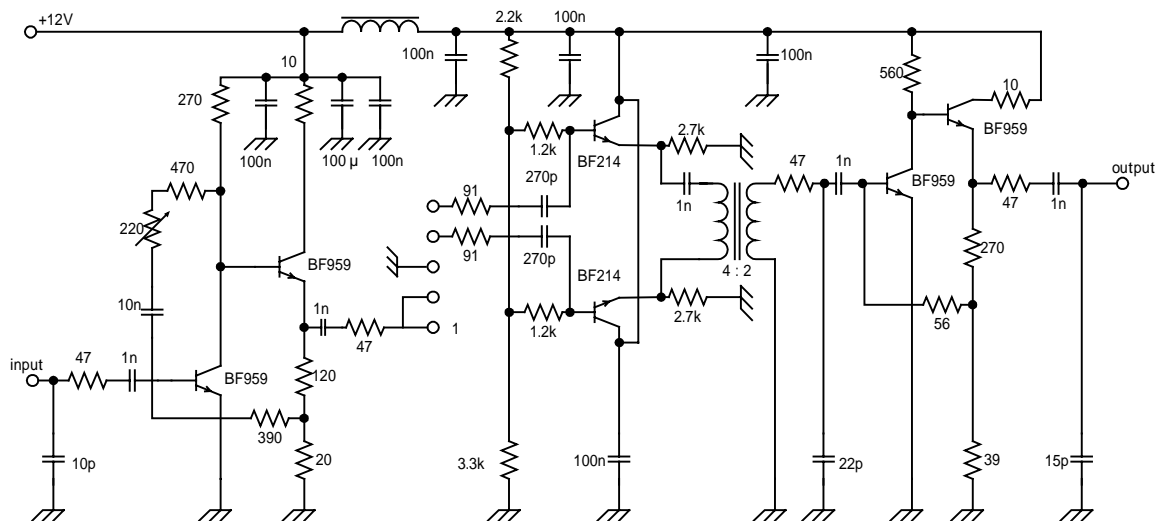 +12V
2.2k
100n
100n
100n
10
560
10
270
BF959
100n
100 µ
100n
1.2k
BF214
2.7k
470
270p
47
1n
BF959
output
91
1n
47
1n
220
91
270p
4 : 2
270
BF959
BF214
10n
1n
1.2k
2.7k
56
47
1
input
47
1n
BF959
120
390
10p
20
3.3k
100n
22p
39
15p